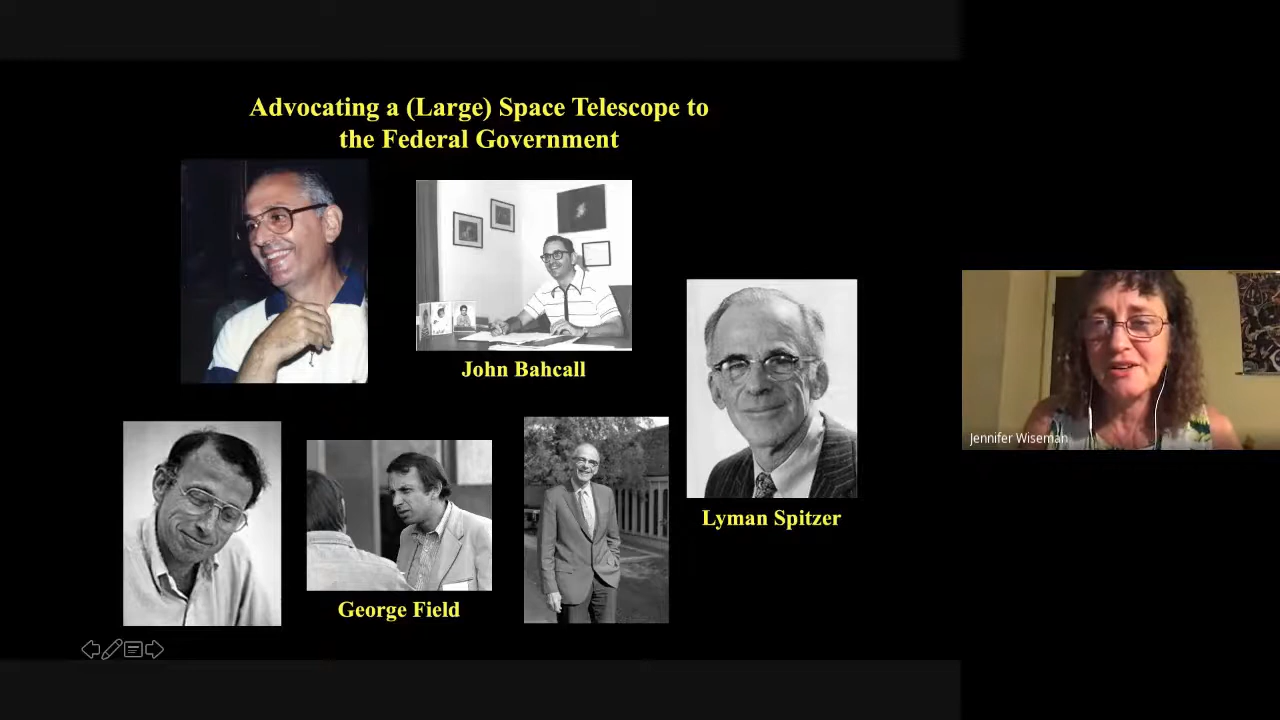 Advocating a (Large) Space Telescope to
the Federal Government
John Bahcall
Jennifer Wiseman
Lyman Spitzer
George Field